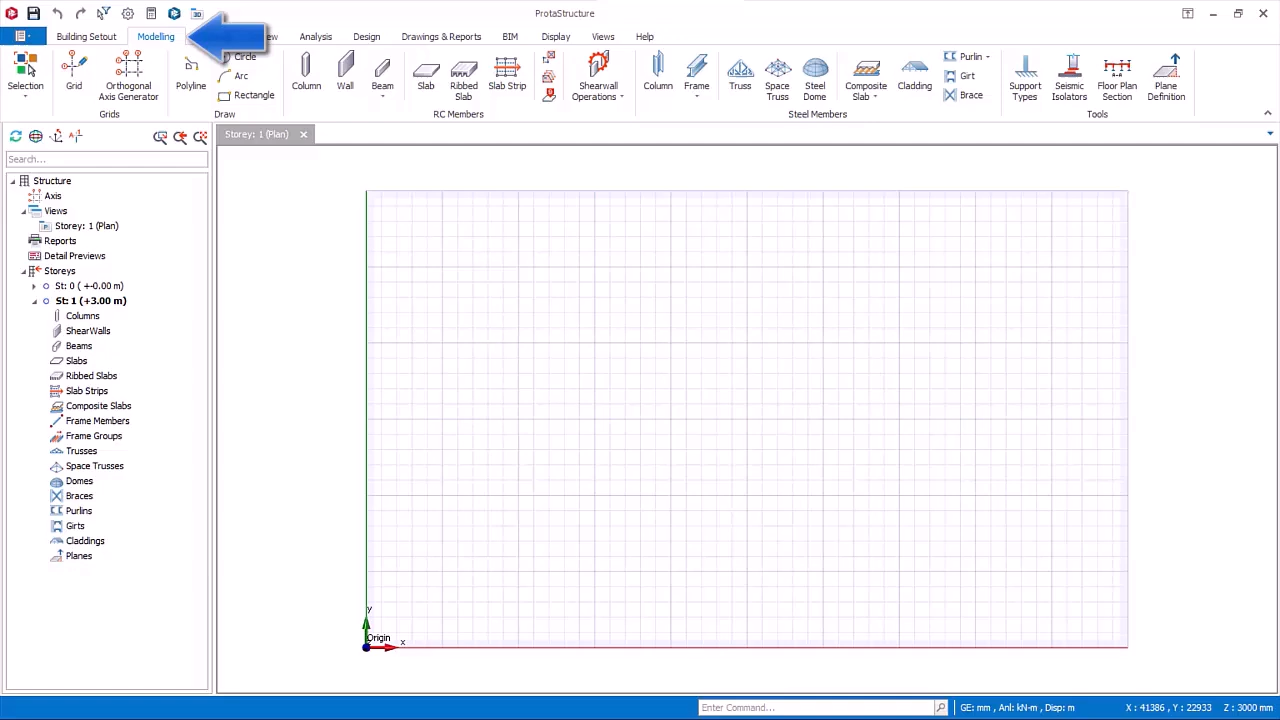 3D
ProtaStructure
Building Setout
Modelling
Analysis
Design
Drawings & Reports
BIM
Display
Views
Help
Selection
Grid
Orthogonal
Axis Generator
Grids
Polyline
Circle
Arc
Rectangle
Draw
Column
Wall
Beam
Slab
Ribbed
Slab
Slab Strip
RC Members
Shearwall
Operations
Column
Frame
Truss
Space
Truss
Steel
Dome
Composite
Slab
Cladding
Purlin
Girt
Brace
Steel Members
Support
Types
Seismic
Isolators
Floor Plan
Section
Plane
Definition
Tools
Search...
Structure
Axis
Views
Storey: 1 (Plan)
Reports
Detail Previews
Storeys
St: 0 ( +-0.00 m)
St: 1 (+3.00 m)
Columns
ShearWalls
Beams
Slabs
Ribbed Slabs
Slab Strips
Composite Slabs
Frame Members
Frame Groups
Trusses
Space Trusses
Domes
Braces
Purlins
Girts
Claddings
Planes
Storey: 1 (Plan)
y
Origin
x
Enter Command...
GE: mm, Anl: kN-m, Disp: m
X : 41386 , Y : 22933
Z : 3000 mm